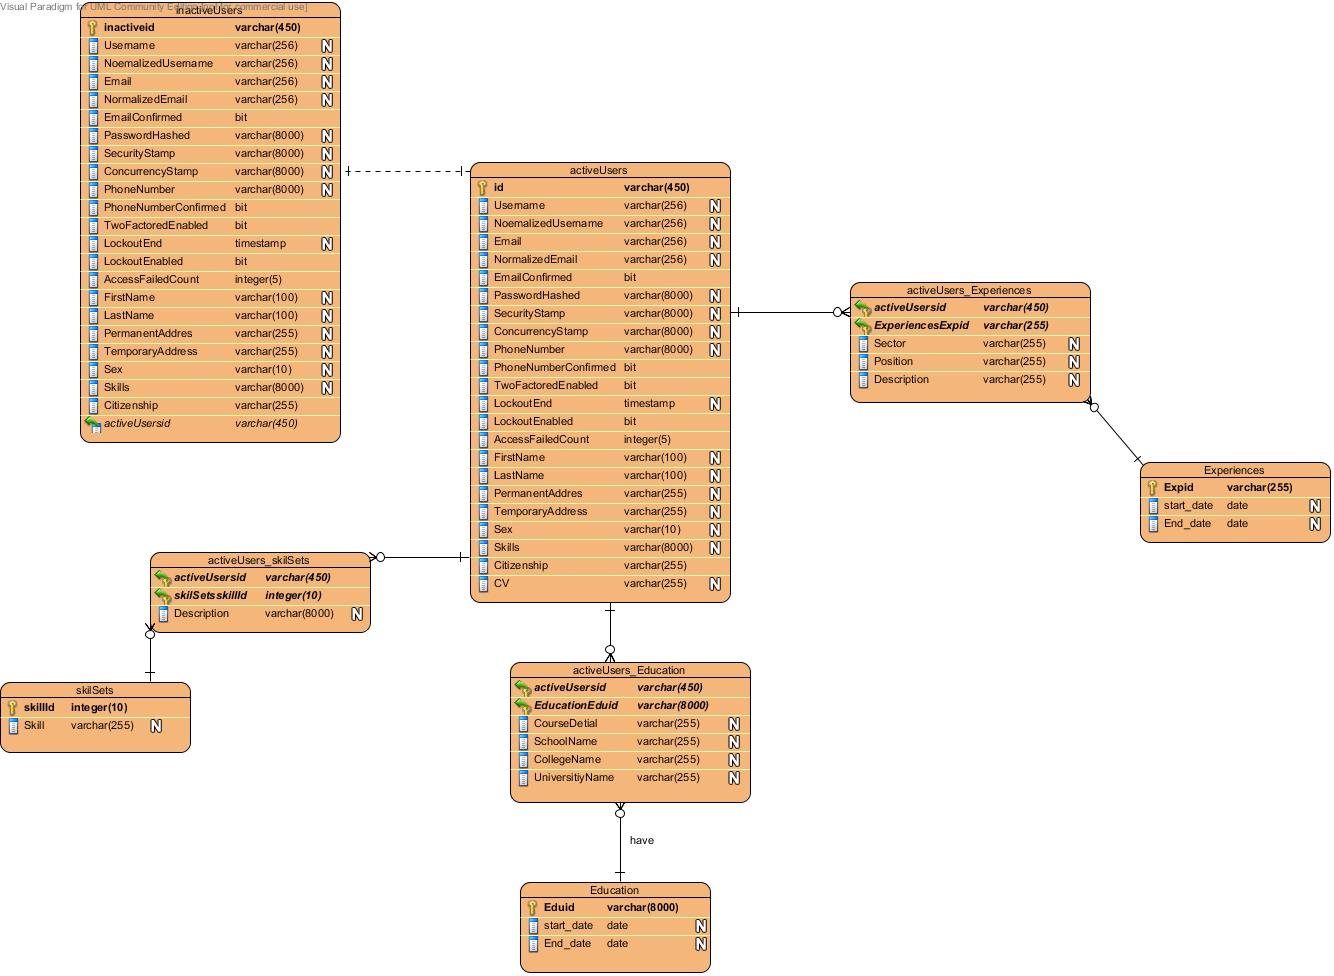 Visual Paradigm for UML Community Edition [not for commercial use]
inactiveUsers
inactiveid varchar(450)
Username varchar(256) N
NoemalizedUsername varchar(256) N
Email varchar(256) N
NormalizedEmail varchar(256) N
EmailConfirmed bit
PasswordHashed varchar(8000) N
SecurityStamp varchar(8000) N
ConcurrencyStamp varchar(8000) N
PhoneNumber varchar(8000) N
PhoneNumberConfirmed bit
TwoFactoredEnabled bit
LockoutEnd timestamp N
LockoutEnabled bit
AccessFailedCount integer(5)
FirstName varchar(100) N
LastName varchar(100) N
PermanentAddres varchar(255) N
TemporaryAddress varchar(255) N
Sex varchar(10) N
Skills varchar(8000) N
Citizenship varchar(255)
activeUsersid varchar(450)
activeUsers
id varchar(450)
Username varchar(256) N
NoemalizedUsername varchar(256) N
Email varchar(256) N
NormalizedEmail varchar(256) N
EmailConfirmed bit
PasswordHashed varchar(8000) N
SecurityStamp varchar(8000) N
ConcurrencyStamp varchar(8000) N
PhoneNumber varchar(8000) N
PhoneNumberConfirmed bit
TwoFactoredEnabled bit
LockoutEnd timestamp N
LockoutEnabled bit
AccessFailedCount integer(5)
FirstName varchar(100) N
LastName varchar(100) N
PermanentAddres varchar(255) N
TemporaryAddress varchar(255) N
Sex varchar(10) N
Skills varchar(8000) N
Citizenship varchar(255)
CV varchar(255) N
activeUsers_Experiences
activeUsersid varchar(450)
ExperiencesExpid varchar(255)
Sector varchar(255) N
Position varchar(255) N
Description varchar(255) N
Experiences
Expid varchar(255)
start_date date N
End_date date N
activeUsers_skilSets
activeUsersid varchar(450)
skilSetsskillId integer(10)
Description varchar(8000) N
skilSets
skillId integer(10)
Skill varchar(255) N
activeUsers_Education
activeUsersid varchar(450)
EducationEduid varchar(8000)
CourseDetial varchar(255) N
SchoolName varchar(255) N
CollegeName varchar(255) N
UniversitiyName varchar(255) N
have
Education
Eduid varchar(8000)
start_date date N
End_date date N